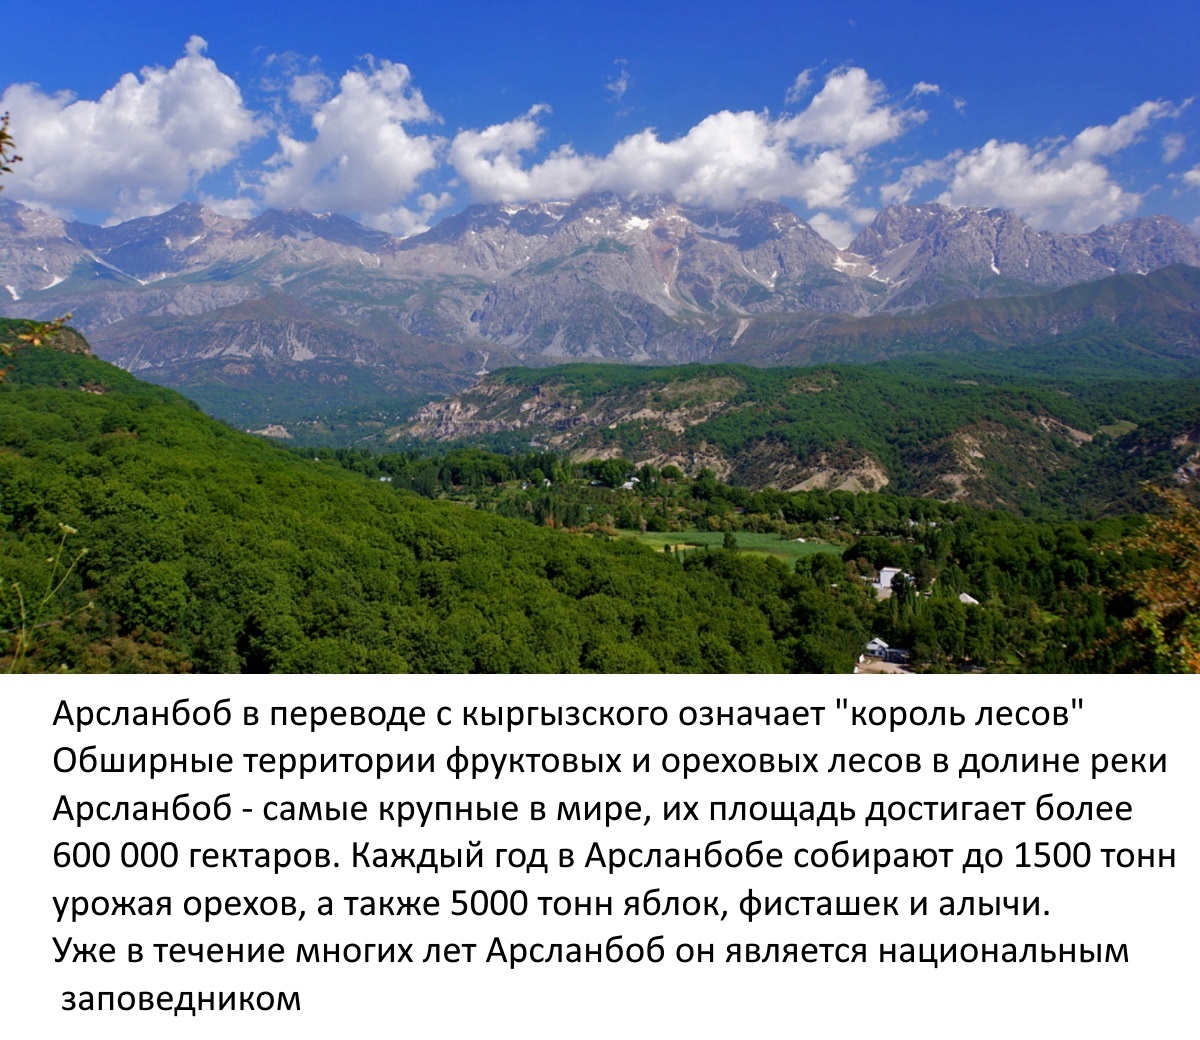 Арсланбоб в переводе с кыргызского означает "король лесов"
Обширные территории фруктовых и ореховых лесов в долине реки
Арсланбоб - самые крупные в мире, их площадь достигает более
600 000 гектаров. Каждый год в Арсланбобе собирают до 1500 тонн
урожая орехов, а также 5000 тонн яблок, фисташек и алычи.
Уже в течение многих лет Арсланбоб он является национальным
заповедником